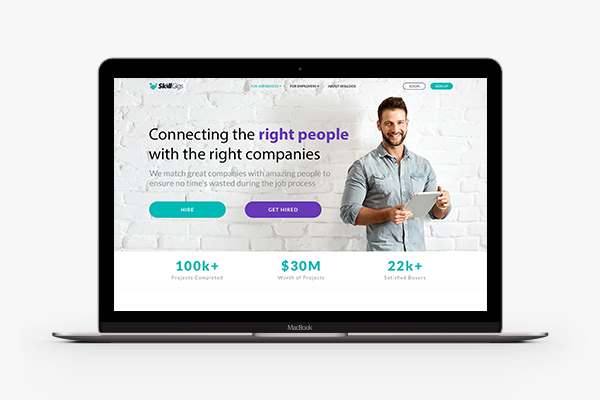 SkillGigs
FOR JOB SEEKERS
FOR EMPLOYERS
ABOUT SKILLGIGS
LOGIN
SIGN UP
Connecting the right people
with the right companies
We match great companies with amazing people to
ensure no time's wasted during the job process
HIRE
GET HIRED
100k+
Projects Completed
$30M
Worth of Projects
22k+
Satisfied Buyers
MacBook